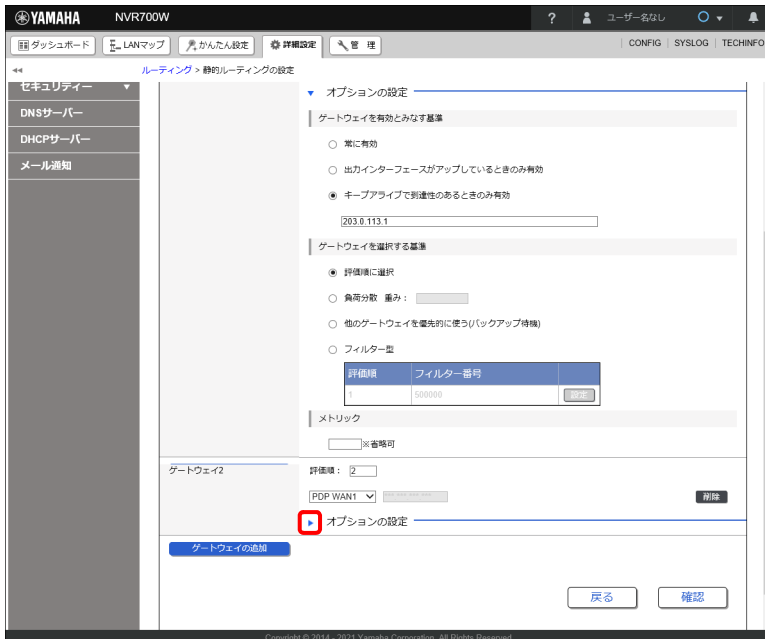 YAMAHA NVR700W ? ユーザー名なし
ダッシュボード LANマップ かんたん設定 詳細設定 管 理 CONFIG SYSLOG TECHINFO
ルーティング > 静的ルーティングの設定
セキュリティー
DNSサーバー
DHCPサーバー
メール通知
オプションの設定
ゲートウェイを有効とみなす基準
常に有効
出力インターフェースがアップしているときのみ有効
キープアライブで到達性のあるときのみ有効
203.0.113.1
ゲートウェイを選択する基準
評価順に選択
負荷分散 重み：
他のゲートウェイを優先的に使う(バックアップ待機)
フィルター型
評価順 フィルター番号
1 500000 設定
メトリック
※省略可
ゲートウェイ2 評価順： 2
PDP WAN1 *** *** *** *** 削除
オプションの設定
ゲートウェイの追加
戻る 確認
Copyright © 2014 - 2021 Yamaha Corporation. All Rights Reserved.